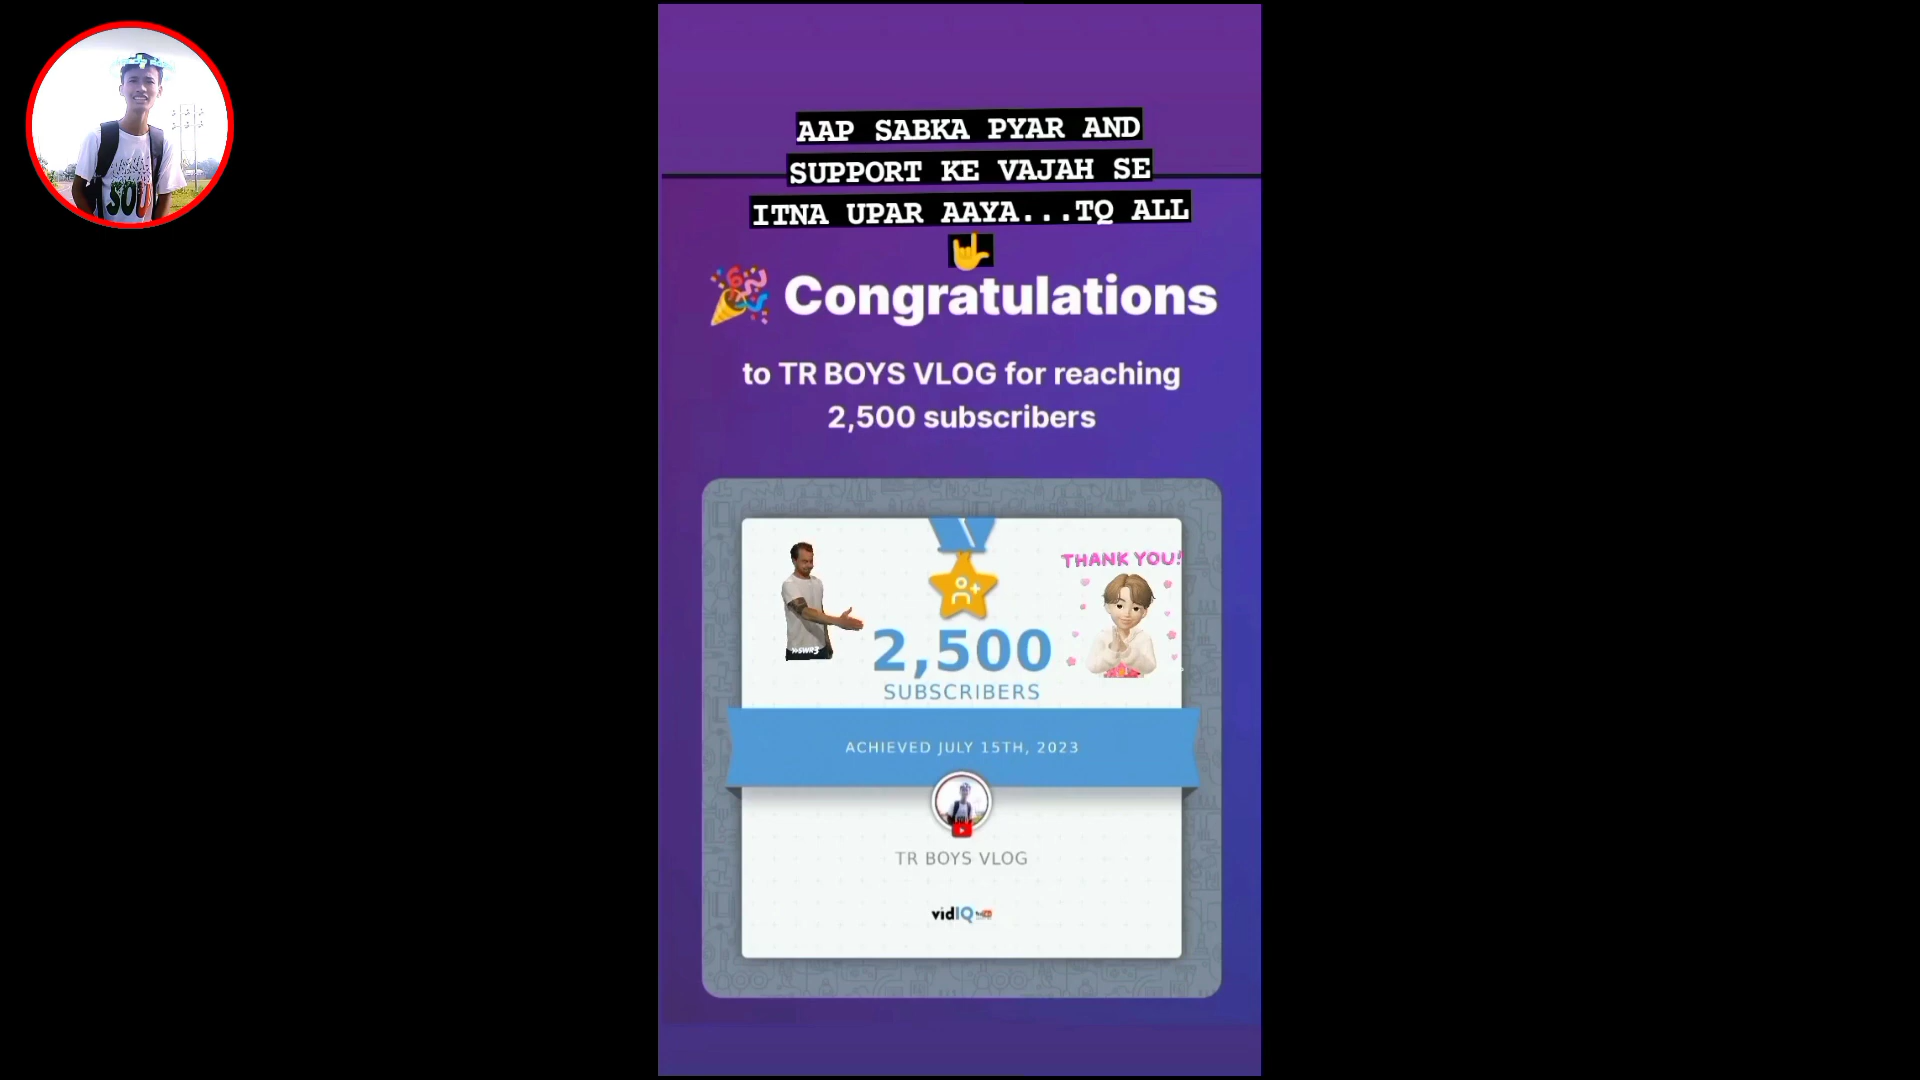 AAP SABKA PYAR AND
SUPPORT KE VAJAH SE
ITNA UPAR AAYA...TQ ALL
🤟
🎉 Congratulations
to TR BOYS VLOG for reaching
2,500 subscribers
THANK YOU!
2,500
SUBSCRIBERS
ACHIEVED JULY 15TH, 2023
TR BOYS VLOG
vidIQ
SOU